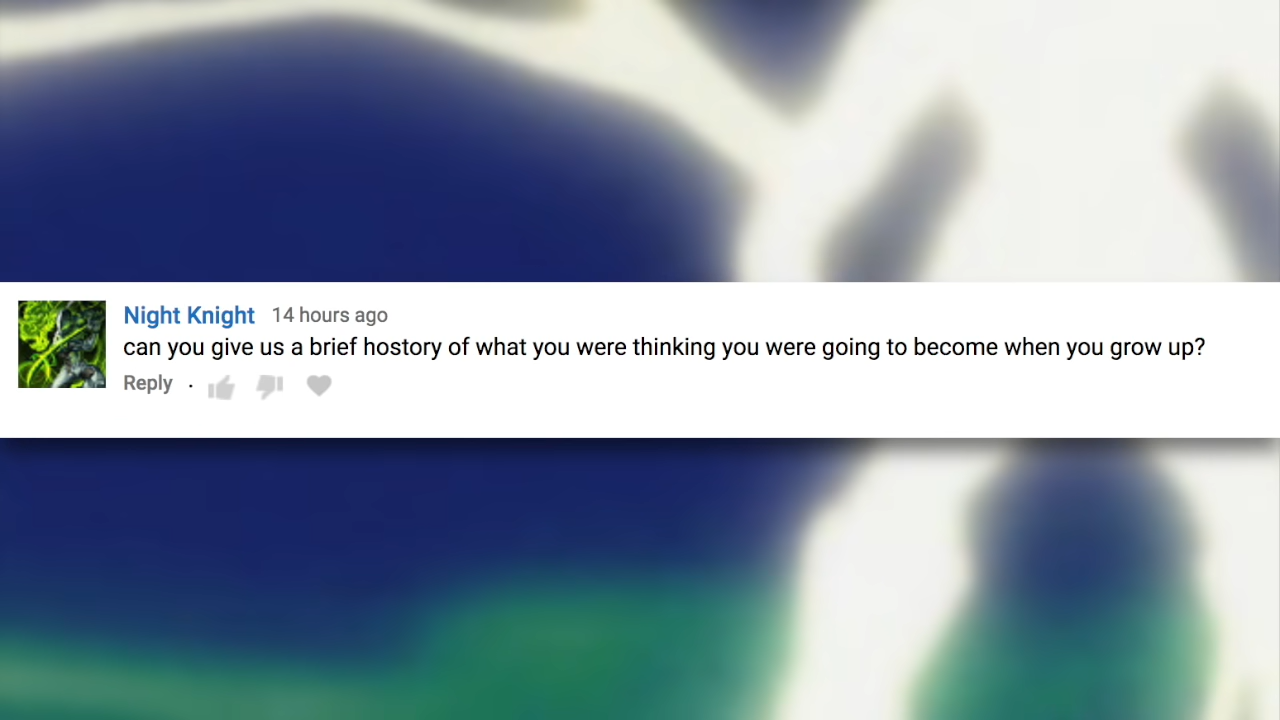 Night Knight 14 hours ago
can you give us a brief hostory of what you were thinking you were going to become when you grow up?
Reply ·